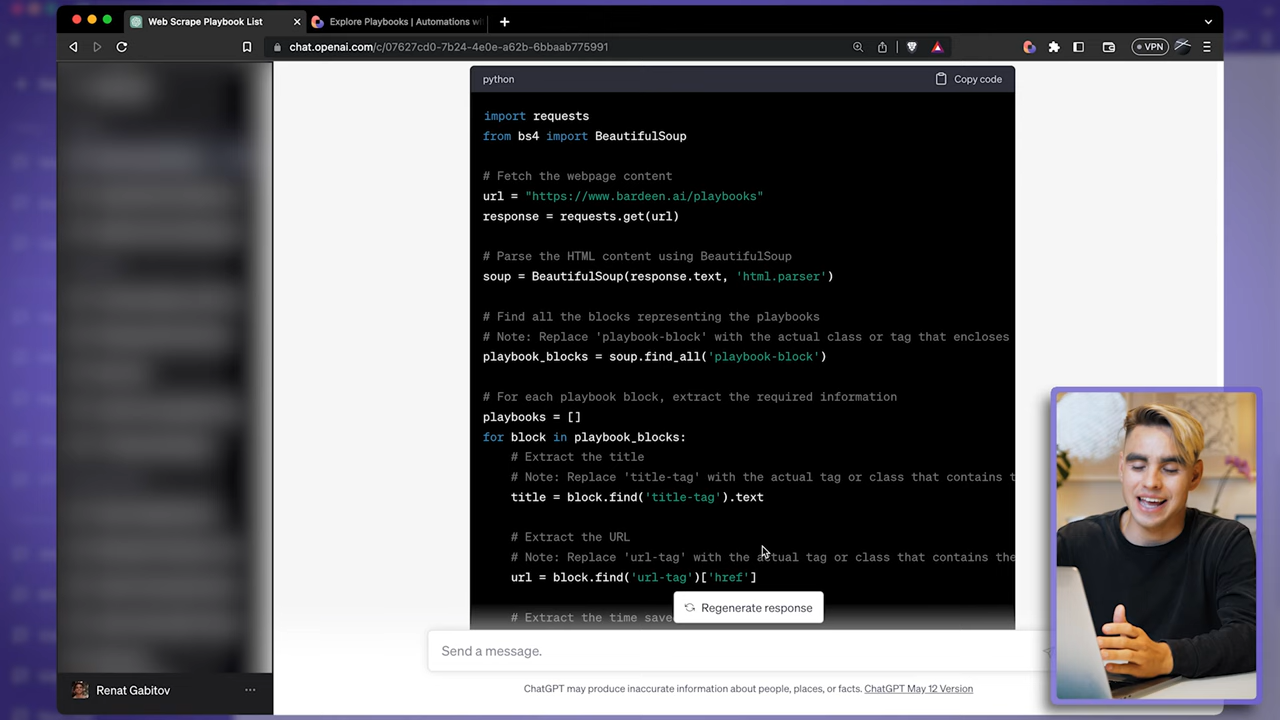 Web Scrape Playbook List
Explore Playbooks | Automations wi
chat.openai.com/c/07627cd0-7b24-4e0e-a62b-6bbaab775991
VPN
python
Copy code
import requests
from bs4 import BeautifulSoup
# Fetch the webpage content
url = "https://www.bardeen.ai/playbooks"
response = requests.get(url)
# Parse the HTML content using BeautifulSoup
soup = BeautifulSoup(response.text, 'html.parser')
# Find all the blocks representing the playbooks
# Note: Replace 'playbook-block' with the actual class or tag that encloses
playbook_blocks = soup.find_all('playbook-block')
# For each playbook block, extract the required information
playbooks = []
for block in playbook_blocks:
# Extract the title
# Note: Replace 'title-tag' with the actual tag or class that contains t
title = block.find('title-tag').text
# Extract the URL
# Note: Replace 'url-tag' with the actual tag or class that contains the
url = block.find('url-tag')['href']
# Extract the time save
Regenerate response
Send a message.
ChatGPT may produce inaccurate information about people, places, or facts. ChatGPT May 12 Version
Renat Gabitov